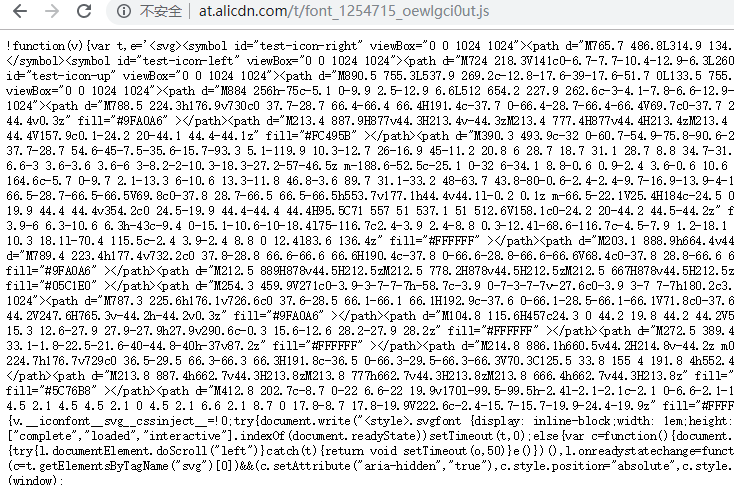 不安全 | at.alicdn.com/t/font_1254715_oewlgci0ut.js
!function(v){var t,e='<svg><symbol id="test-icon-right" viewBox="0 0 1024 1024"><path d="M765.7 486.8L314.9 134.
</symbol><symbol id="test-icon-left" viewBox="0 0 1024 1024"><path d="M724 218.3V141c0-6.7-7.7-10.4-12.9-6.3L260
id="test-icon-up" viewBox="0 0 1024 1024"><path d="M890.5 755.3L537.9 269.2c-12.8-17.6-39-17.6-51.7 0L133.5 755.
viewBox="0 0 1024 1024"><path d="M884 256h-75c-5.1 0-9.9 2.5-12.9 6.6L512 654.2 227.9 262.6c-3-4.1-7.8-6.6-12.9-
1024"><path d="M788.5 224.3h176.9v730c0 37.7-28.7 66.4-66.4 66.4H191.4c-37.7 0-66.4-28.7-66.4-66.4V69.7c0-37.7 2
44.4v0.3z" fill="#9FA0A6" ></path><path d="M213.4 887.9H877v44.3H213.4v-44.3zM213.4 777.4H877v44.4H213.4zM213.4
44.4V157.9c0.1-24.2 20-44.1 44.4-44.1z" fill="#FC495B" ></path><path d="M390.3 493.9c-32 0-60.7-54.9-75.8-90.6-2
37.7-28.7 54.6-45-7.5-35.6-15.7-93.3 5.1-119.9 10.3-12.7 26-16.9 45-11.2 20.8 6 28.7 18.7 31.1 28.7 8.8 34.7-31.
6.6-3 3.6-3.6 3.6-6 3-8.2-2-10.3-18.3-27.2-57-46.5z m-188.6-52.5c-25.1 0-32 6-34.1 8.8-0.6 0.9-2.4 3.6-0.6 10.6
164.6c-5.7 0-9.7 2.1-13.3 6-10.6 13.3-11.8 46.8-3.6 89.7 31.1-33.2 48-63.7 43.8-80-0.6-2.4-2.4-9.7-16.9-13.9-4-1
66.5-28.7-66.5-66.5V69.8c0-37.8 28.7-66.5 66.5-66.5h553.7v177.1h44.4v44.1l-0.2 0.1z m-66.5-22.1V25.4H184c-24.5 0
19.9 44.4 44.4v354.2c0 24.5-19.9 44.4-44.4 44.4H95.5C71 557 51 537.1 51 512.6V158.1c0-24.2 20-44.2 44.5-44.2z" f
3.9-6 6.3-10.6 6.3h-43c-9.4 0-15.1-10.6-10-18.4l75-116.7c2.4-3.9 2.4-8.8 0.3-12.4l-68.6-116.7c-4.5-7.9 1.2-18.1
10.3 18.1l-70.4 115.5c-2.4 3.9-2.4 8.8 0 12.4l83.6 136.4z" fill="#FFFFFF" ></path><path d="M203.1 888.9h664.4v44
d="M789.4 223.4h177.4v732.2c0 37.8-28.8 66.6-66.6 66.6H190.4c-37.8 0-66.6-28.8-66.6-66.6V68.4c0-37.8 28.8-66.6 6
fill="#9FA0A6" ></path><path d="M212.5 889H878v44.5H212.5zM212.5 778.2H878v44.5H212.5zM212.5 667H878v44.5H212.5z
fill="#05C1E0" ></path><path d="M254.3 459.9V271c0-3.9-3-7-7-7h-58.7c-3.9 0-7-3-7-7v-27.6c0-3.9 3-7 7-7h180.2c3.
1024"><path d="M787.3 225.6h176.1v726.6c0 37.6-28.5 66.1-66.1 66.1H192.9c-37.6 0-66.1-28.5-66.1-66.1V71.8c0-37.6
44.2V247.6H765.3v-44.2h-44.2v0.3z" fill="#9FA0A6" ></path><path d="M104.8 115.6H457c24.3 0 44.2 19.8 44.2 44.2V5
15.3 12.6-27.9 27.9-27.9h27.9v290.6c-0.3 15.6-12.6 28.2-27.9 28.2z" fill="#FFFFFF" ></path><path d="M272.5 389.4
33.1-1.8-22.5-21.6-40-44.8-40h-37v87.2z" fill="#FFFFFF" ></path><path d="M214.8 886.1h660.5v44.2H214.8v-44.2z m0
224.7h176.7v729c0 36.5-29.5 66.3-66.3 66.3H191.8c-36.5 0-66.3-29.5-66.3-66.3V70.3C125.5 33.8 155 4 191.8 4h552.4
</path><path d="M213.8 887.4h662.7v44.3H213.8zM213.8 777h662.7v44.3H213.8zM213.8 666.4h662.7v44.3H213.8z" fill="
fill="#5C76B8" ></path><path d="M412.8 202.7c-8.7 0-22 6.6-22 19.9v170l-99.5-99.5h-2.4l-2.1-2.1c-2.1 0-6.6-2.1-1
4.5 2.1 4.5 4.5 2.1 0 4.5 2.1 6.6 2.1 8.7 0 17.8-8.7 17.8-19.9V222.6c-2.4-15.7-15.7-19.9-24.4-19.9z" fill="#FFFF
{v.__iconfont__svg__cssinject__=!0;try{document.write("<style>.svgfont {display: inline-block;width: 1em;height:
["complete","loaded","interactive"].indexOf(document.readyState))setTimeout(t,0);else{var c=function(){document.
{try{l.documentElement.doScroll("left")}catch(t){return void setTimeout(o,50)}e()})(),l.onreadystatechange=funct
(c=t.getElementsByTagName("svg")[0])&&(c.setAttribute("aria-hidden","true"),c.style.position="absolute",c.style.
(window);